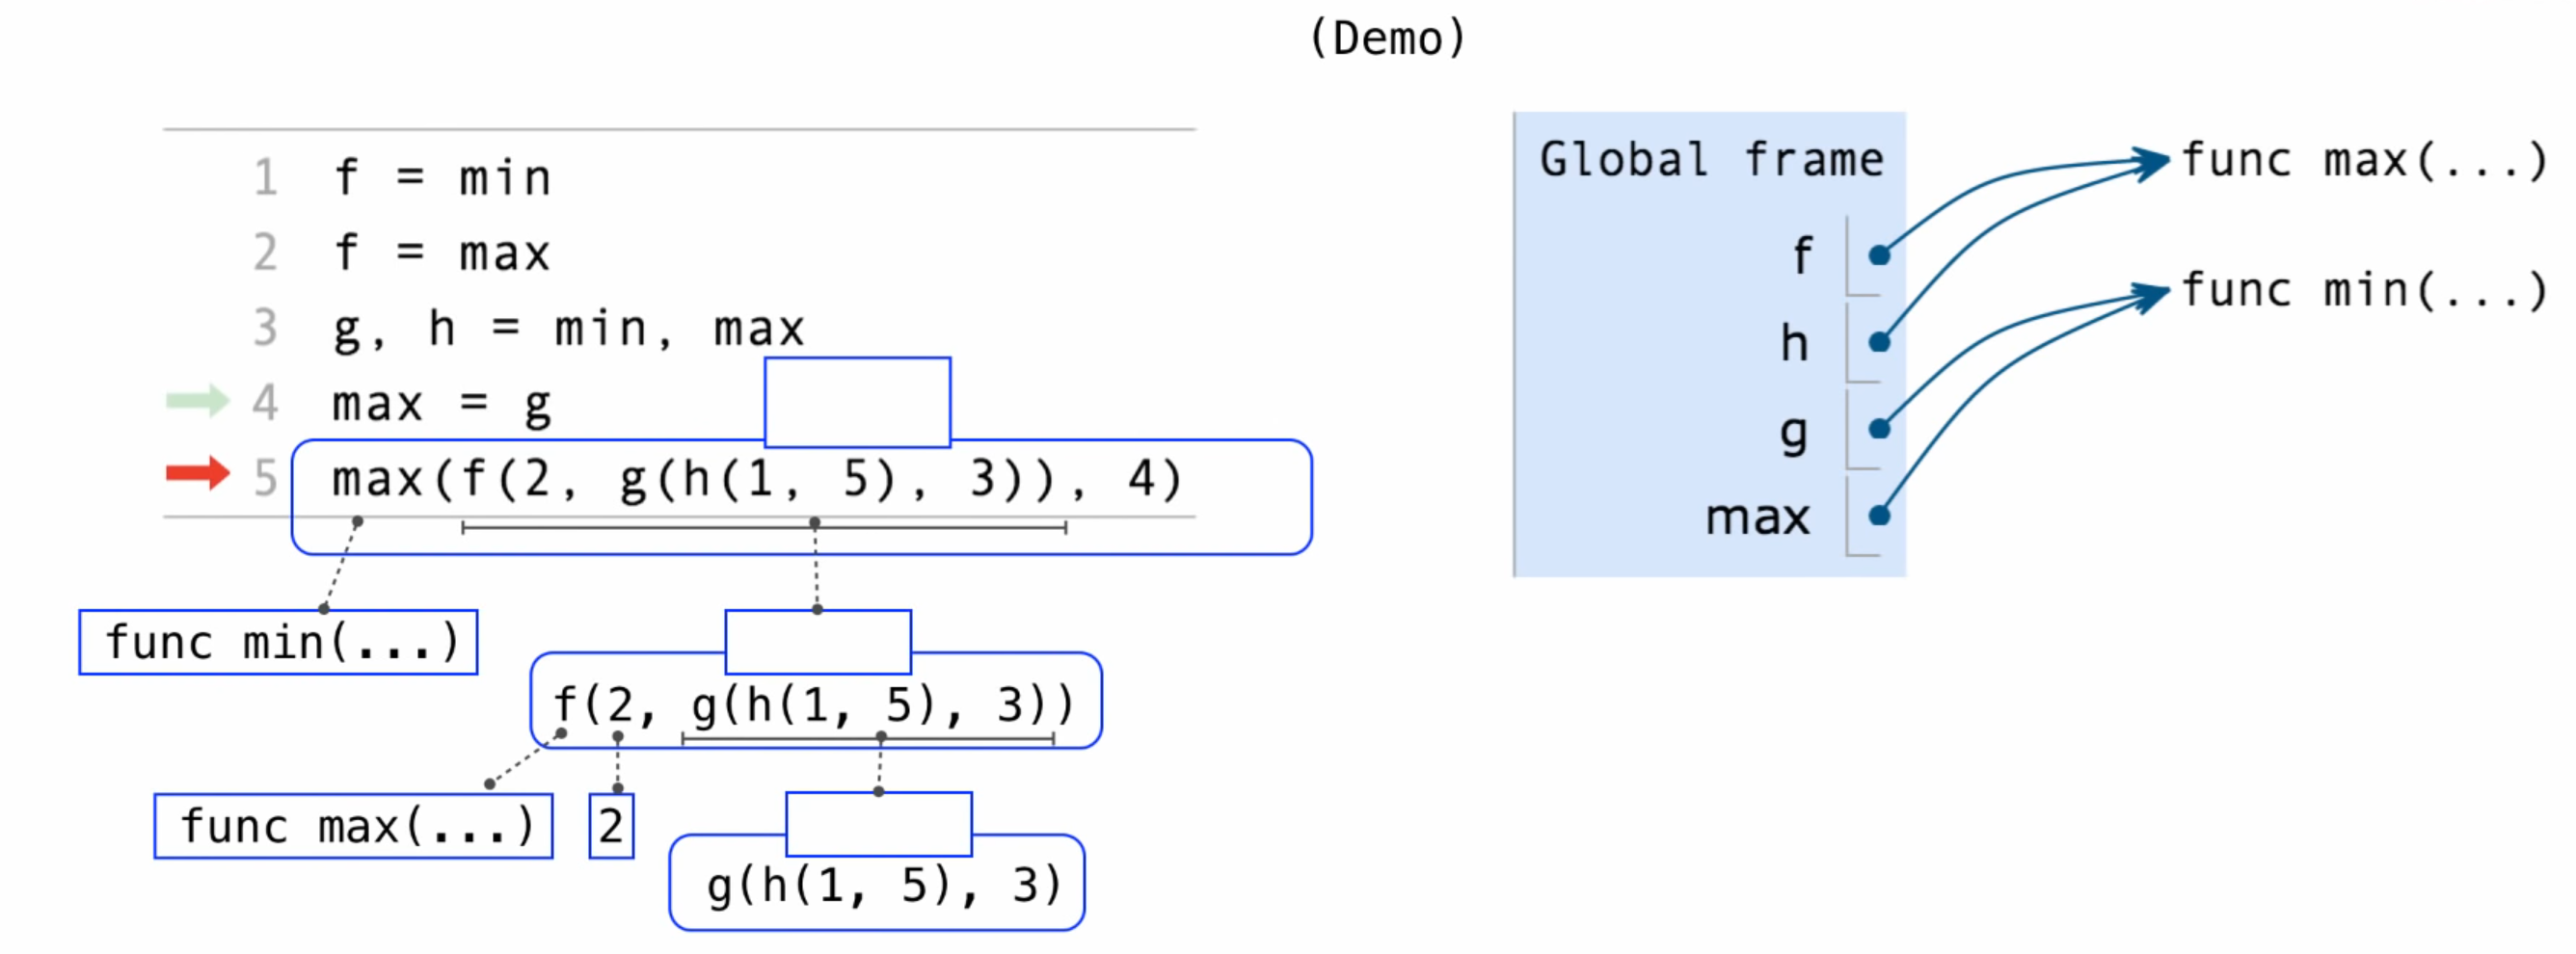 (Demo)
1 f = min
2 f = max
3 g, h = min, max
4 max = g
5 max(f(2, g(h(1, 5), 3)), 4)
func min(...)
f(2, g(h(1, 5), 3))
func max(...)
2
g(h(1, 5), 3)
Global frame
f
h
g
max
func max(...)
func min(...)